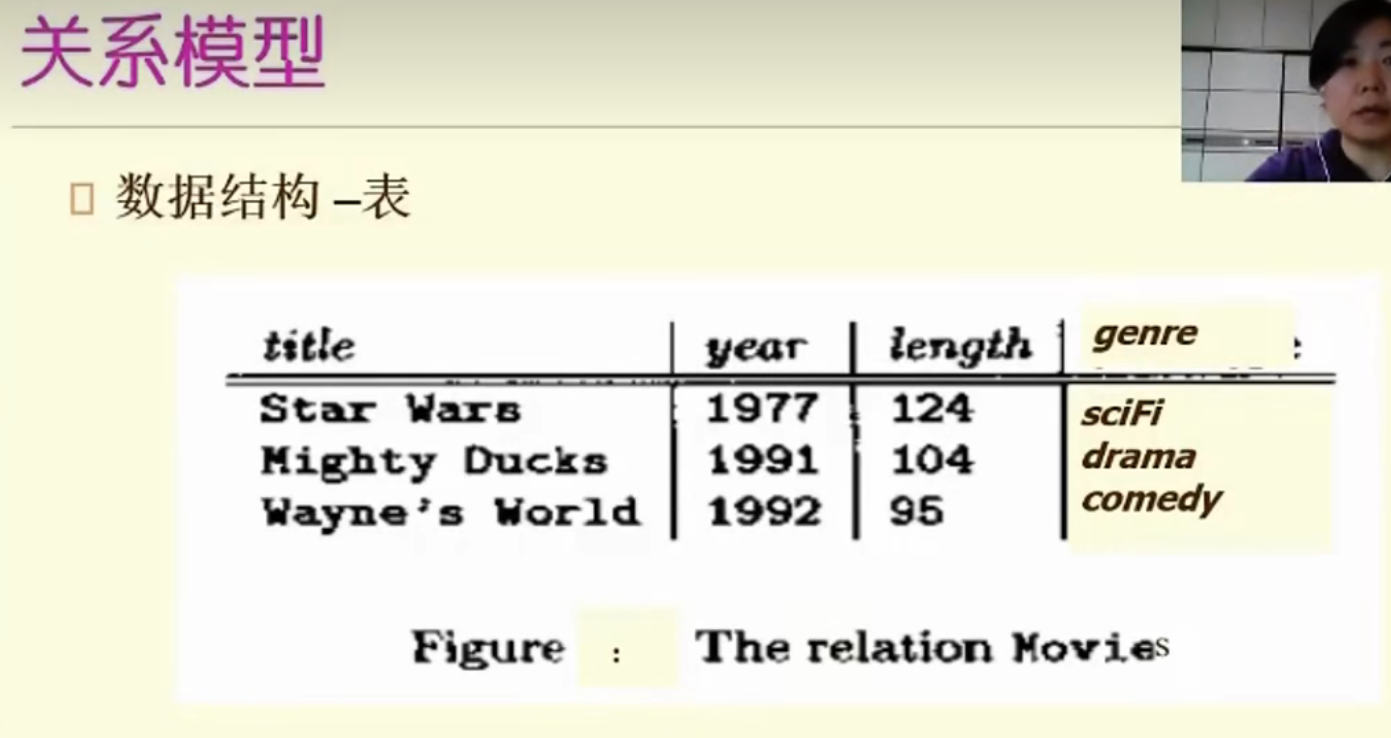 关系模型
数据结构 –表
title year length genre
Star Wars 1977 124 sciFi
Mighty Ducks 1991 104 drama
Wayne's World 1992 95 comedy
Figure : The relation Movies